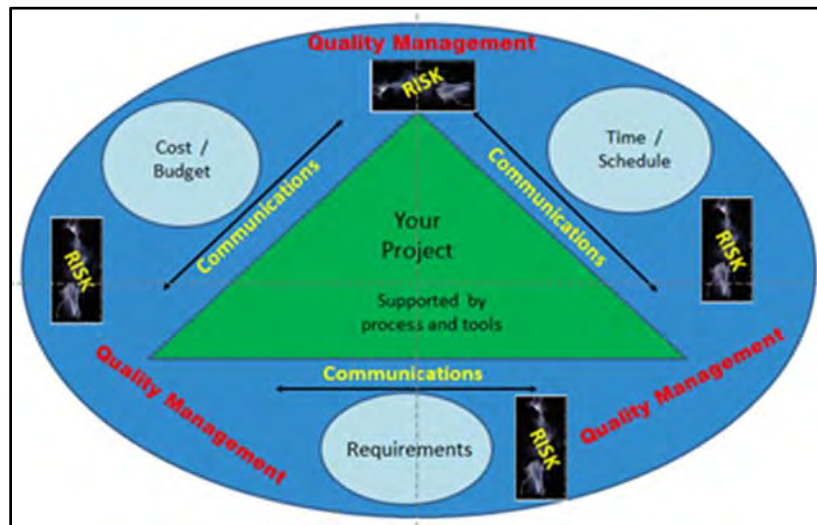 Quality Management
RISK
Cost /
Budget
Time /
Schedule
Communications
Communications
Your
Project
RISK
RISK
Supported by
process and tools
Quality Management
Quality Management
Communications
Requirements
RISK